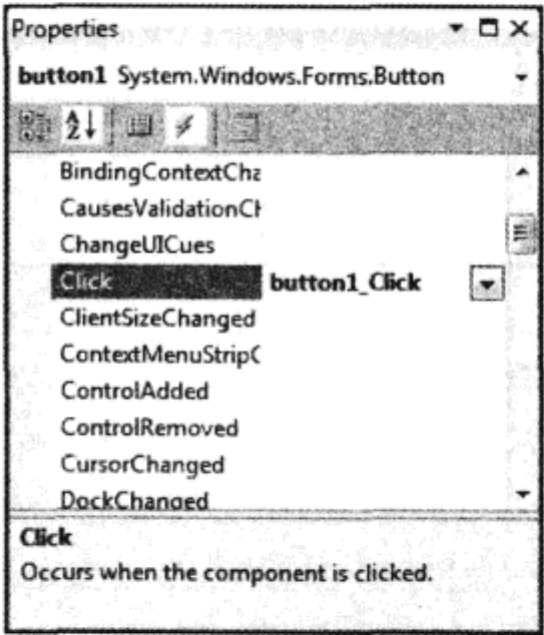 Properties
button1 System.Windows.Forms.Button
BindingContextCha
CausesValidationCh
ChangeUICues
Click button1_Click
ClientSizeChanged
ContextMenuStripC
ControlAdded
ControlRemoved
CursorChanged
DockChanged
Click
Occurs when the component is clicked.